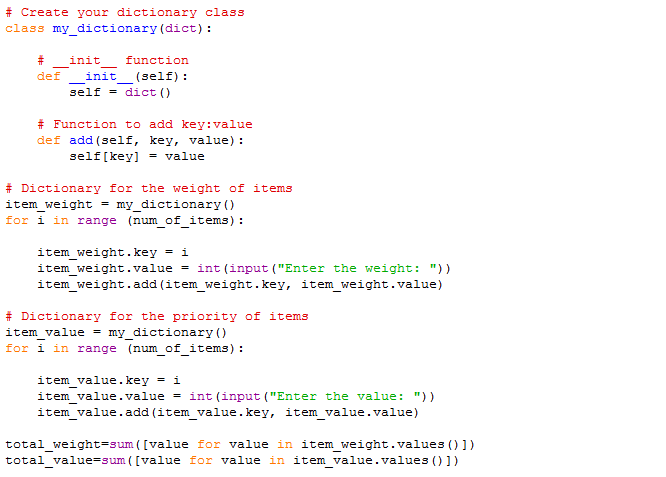 # Create your dictionary class
class my_dictionary(dict):
    # __init__ function
    def __init__(self):
        self = dict()
    # Function to add key:value
    def add(self, key, value):
        self[key] = value
# Dictionary for the weight of items
item_weight = my_dictionary()
for i in range (num_of_items):
    item_weight.key = i
    item_weight.value = int(input("Enter the weight: "))
    item_weight.add(item_weight.key, item_weight.value)
# Dictionary for the priority of items
item_value = my_dictionary()
for i in range (num_of_items):
    item_value.key = i
    item_value.value = int(input("Enter the value: "))
    item_value.add(item_value.key, item_value.value)
total_weight=sum([value for value in item_weight.values()])
total_value=sum([value for value in item_value.values()])